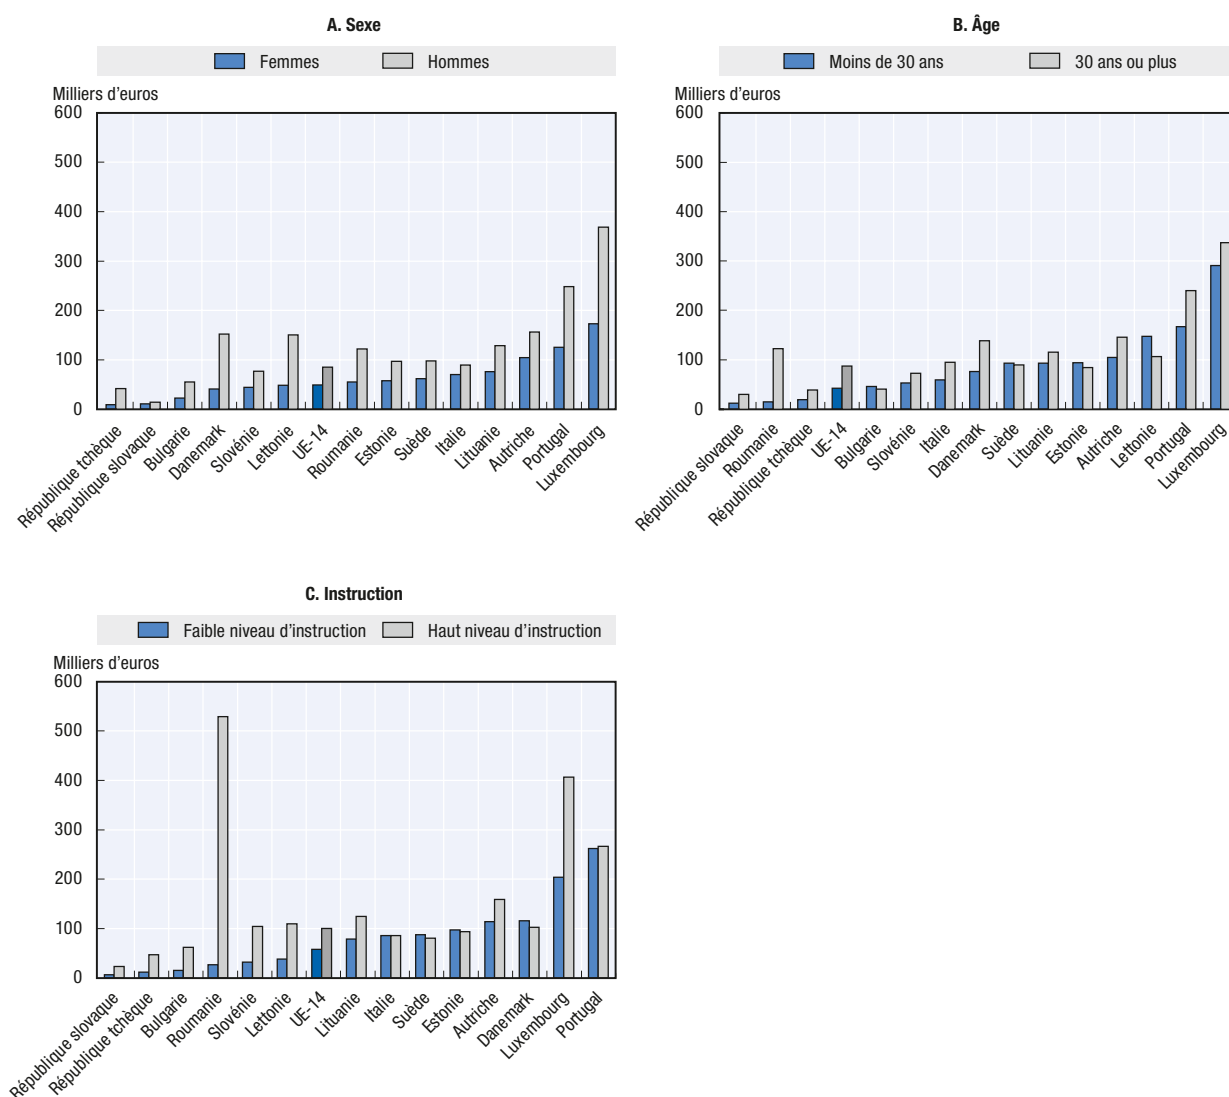 A. Sexe
Femmes Hommes
Milliers d'euros
600
500
400
300
200
100
0
République tchèque
République slovaque
Bulgarie
Danemark
Slovénie
Lettonie
UE-14
Roumanie
Estonie
Suède
Italie
Lituanie
Autriche
Portugal
Luxembourg
B. Âge
Moins de 30 ans 30 ans ou plus
Milliers d'euros
600
500
400
300
200
100
0
République slovaque
Roumanie
République tchèque
UE-14
Bulgarie
Slovénie
Italie
Danemark
Suède
Lituanie
Estonie
Autriche
Lettonie
Portugal
Luxembourg
C. Instruction
Faible niveau d'instruction Haut niveau d'instruction
Milliers d'euros
600
500
400
300
200
100
0
République slovaque
République tchèque
Bulgarie
Roumanie
Slovénie
Lettonie
UE-14
Lituanie
Italie
Suède
Estonie
Autriche
Danemark
Luxembourg
Portugal